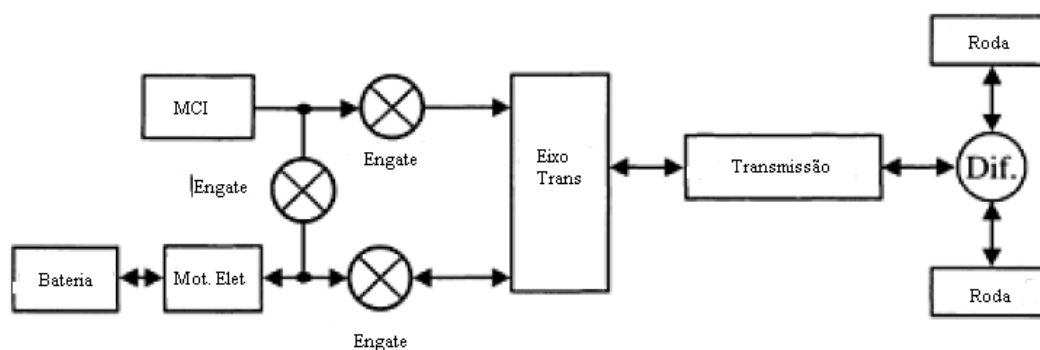 Roda
MCI
Engate
Eixo
Trans
Transmissão
Dif.
Engate
Bateria
Mot. Elet
Roda
Engate